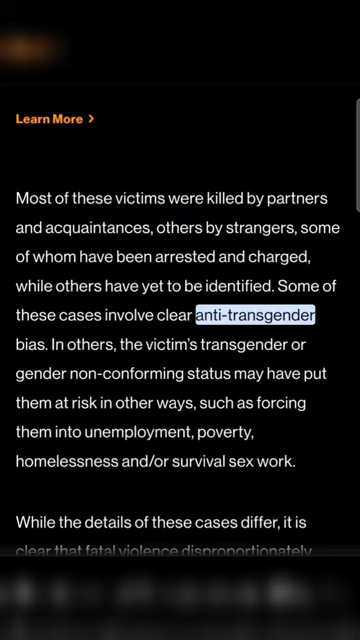 Learn More >
Most of these victims were killed by partners
and acquaintances, others by strangers, some
of whom have been arrested and charged,
while others have yet to be identified. Some of
these cases involve clear anti-transgender
bias. In others, the victim's transgender or
gender non-conforming status may have put
them at risk in other ways, such as forcing
them into unemployment, poverty,
homelessness and/or survival sex work.
While the details of these cases differ, it is
clear that fatal violence disproportionately